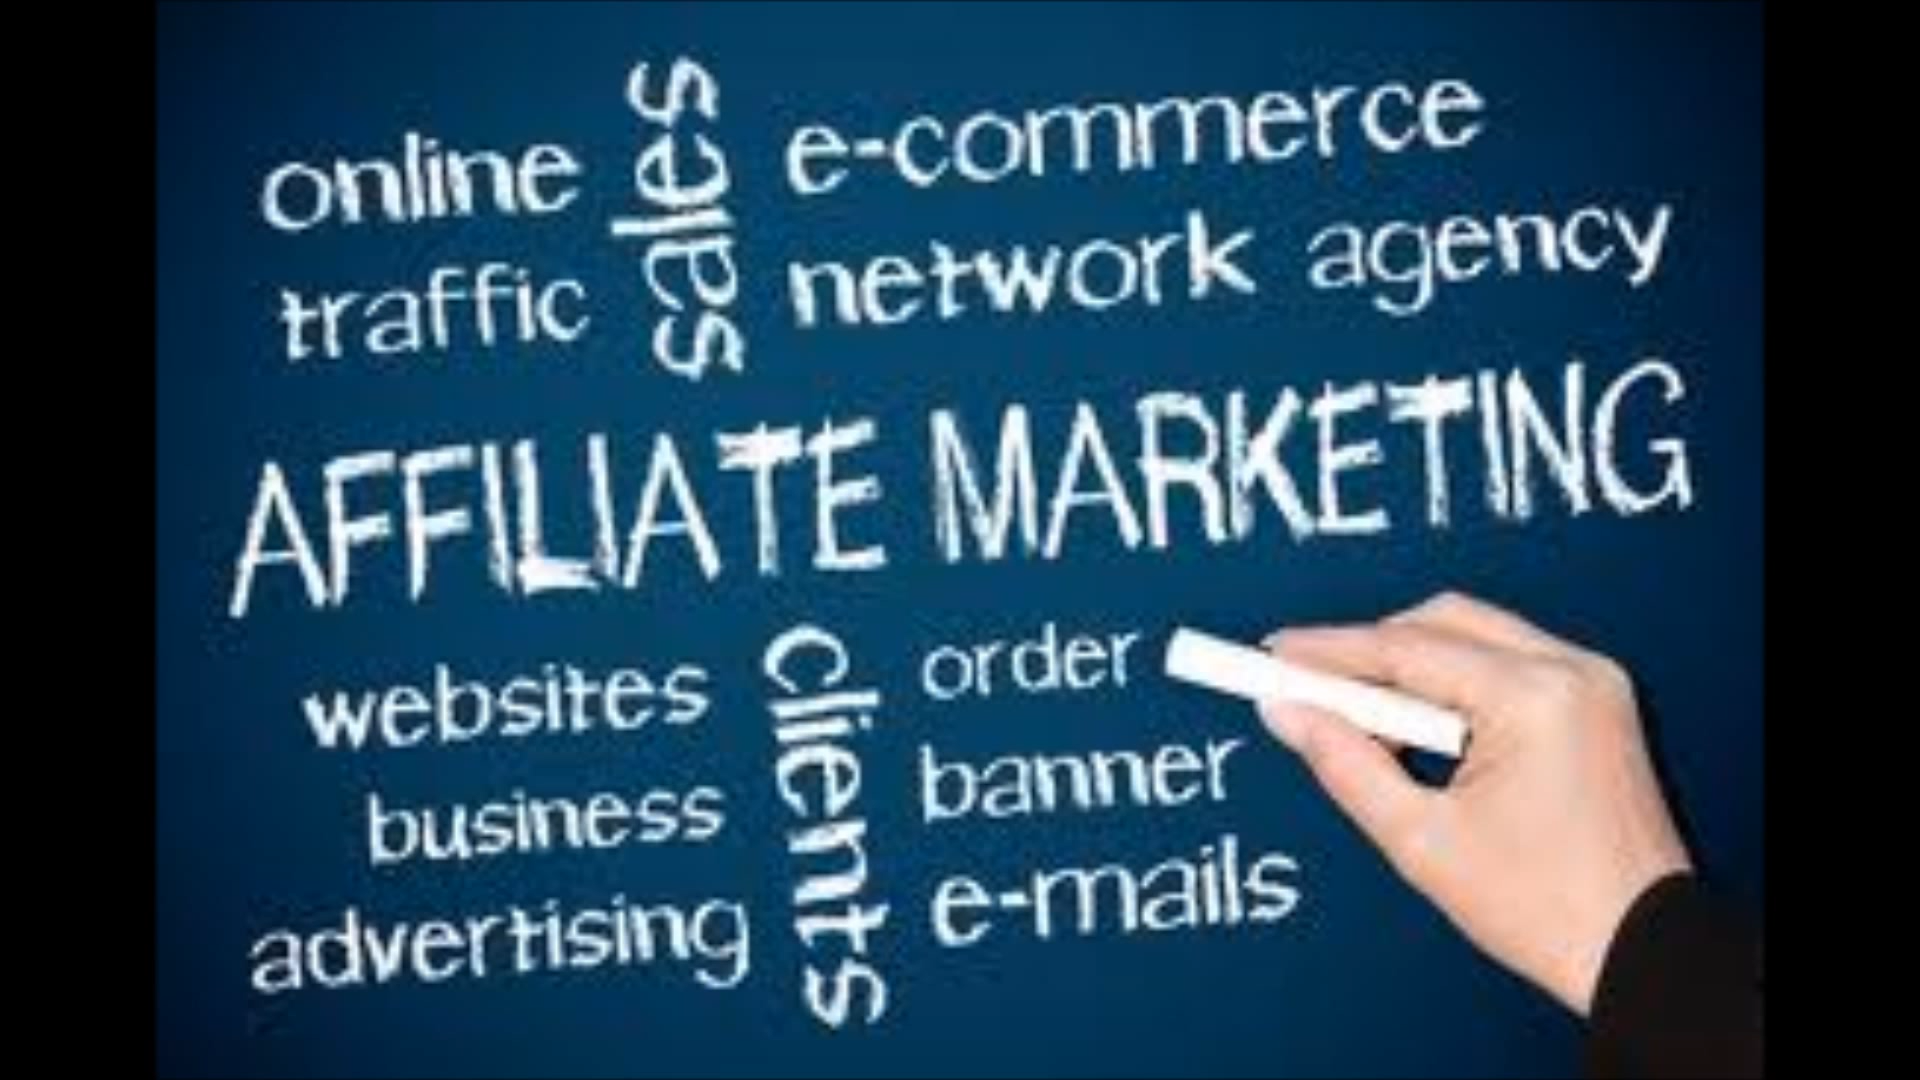 online
traffic
sales
e-commerce
network agency
AFFILIATE MARKETING
websites
business
advertising
clients
order
banner
e-mails